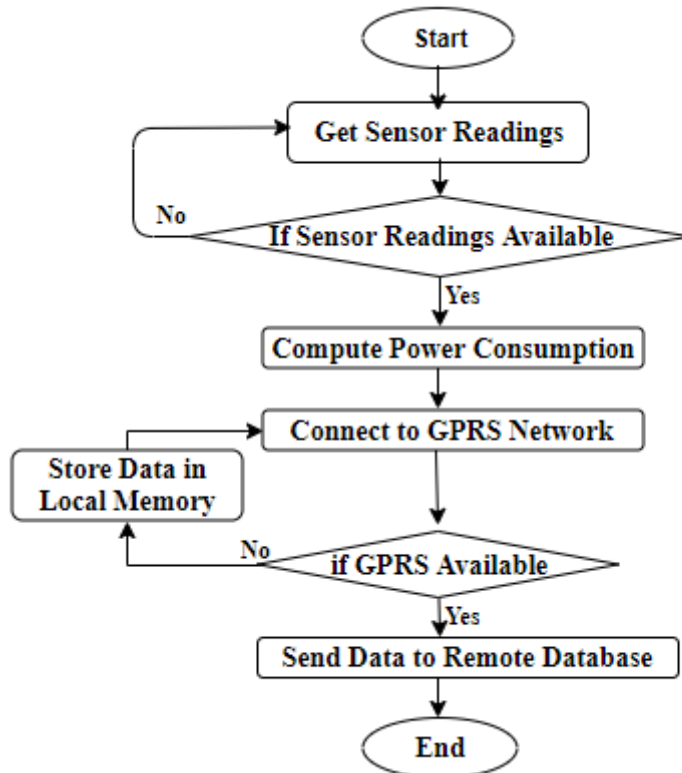 Start
Get Sensor Readings
No
If Sensor Readings Available
Yes
Compute Power Consumption
Connect to GPRS Network
Store Data in
Local Memory
No
if GPRS Available
Yes
Send Data to Remote Database
End